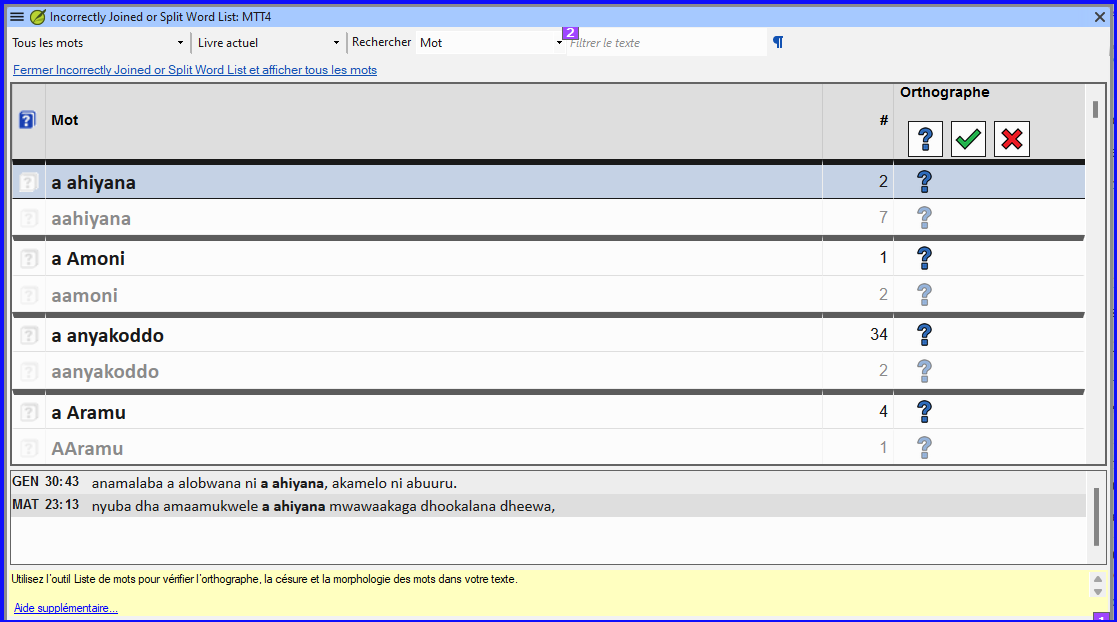 Incorrectly Joined or Split Word List: MTT4
Tous les mots Livre actuel Rechercher Mot 2 Filtrer le texte ¶
Fermer Incorrectly Joined or Split Word List et afficher tous les mots
Mot # Orthographe
a ahiyana 2
aahiyana 7
a Amoni 1
aamoni 2
a anyakoddo 34
aanyakoddo 2
a Aramu 4
AAramu 1
GEN 30:43 anamalaba a alobwana ni a ahiyana, akamelo ni abuuru.
MAT 23:13 nyuba dha amaamukwele a ahiyana mwawaakaga dhookalana dheewa,
Utilisez l'outil Liste de mots pour vérifier l'orthographe, la césure et la morphologie des mots dans votre texte.
Aide supplémentaire...
1